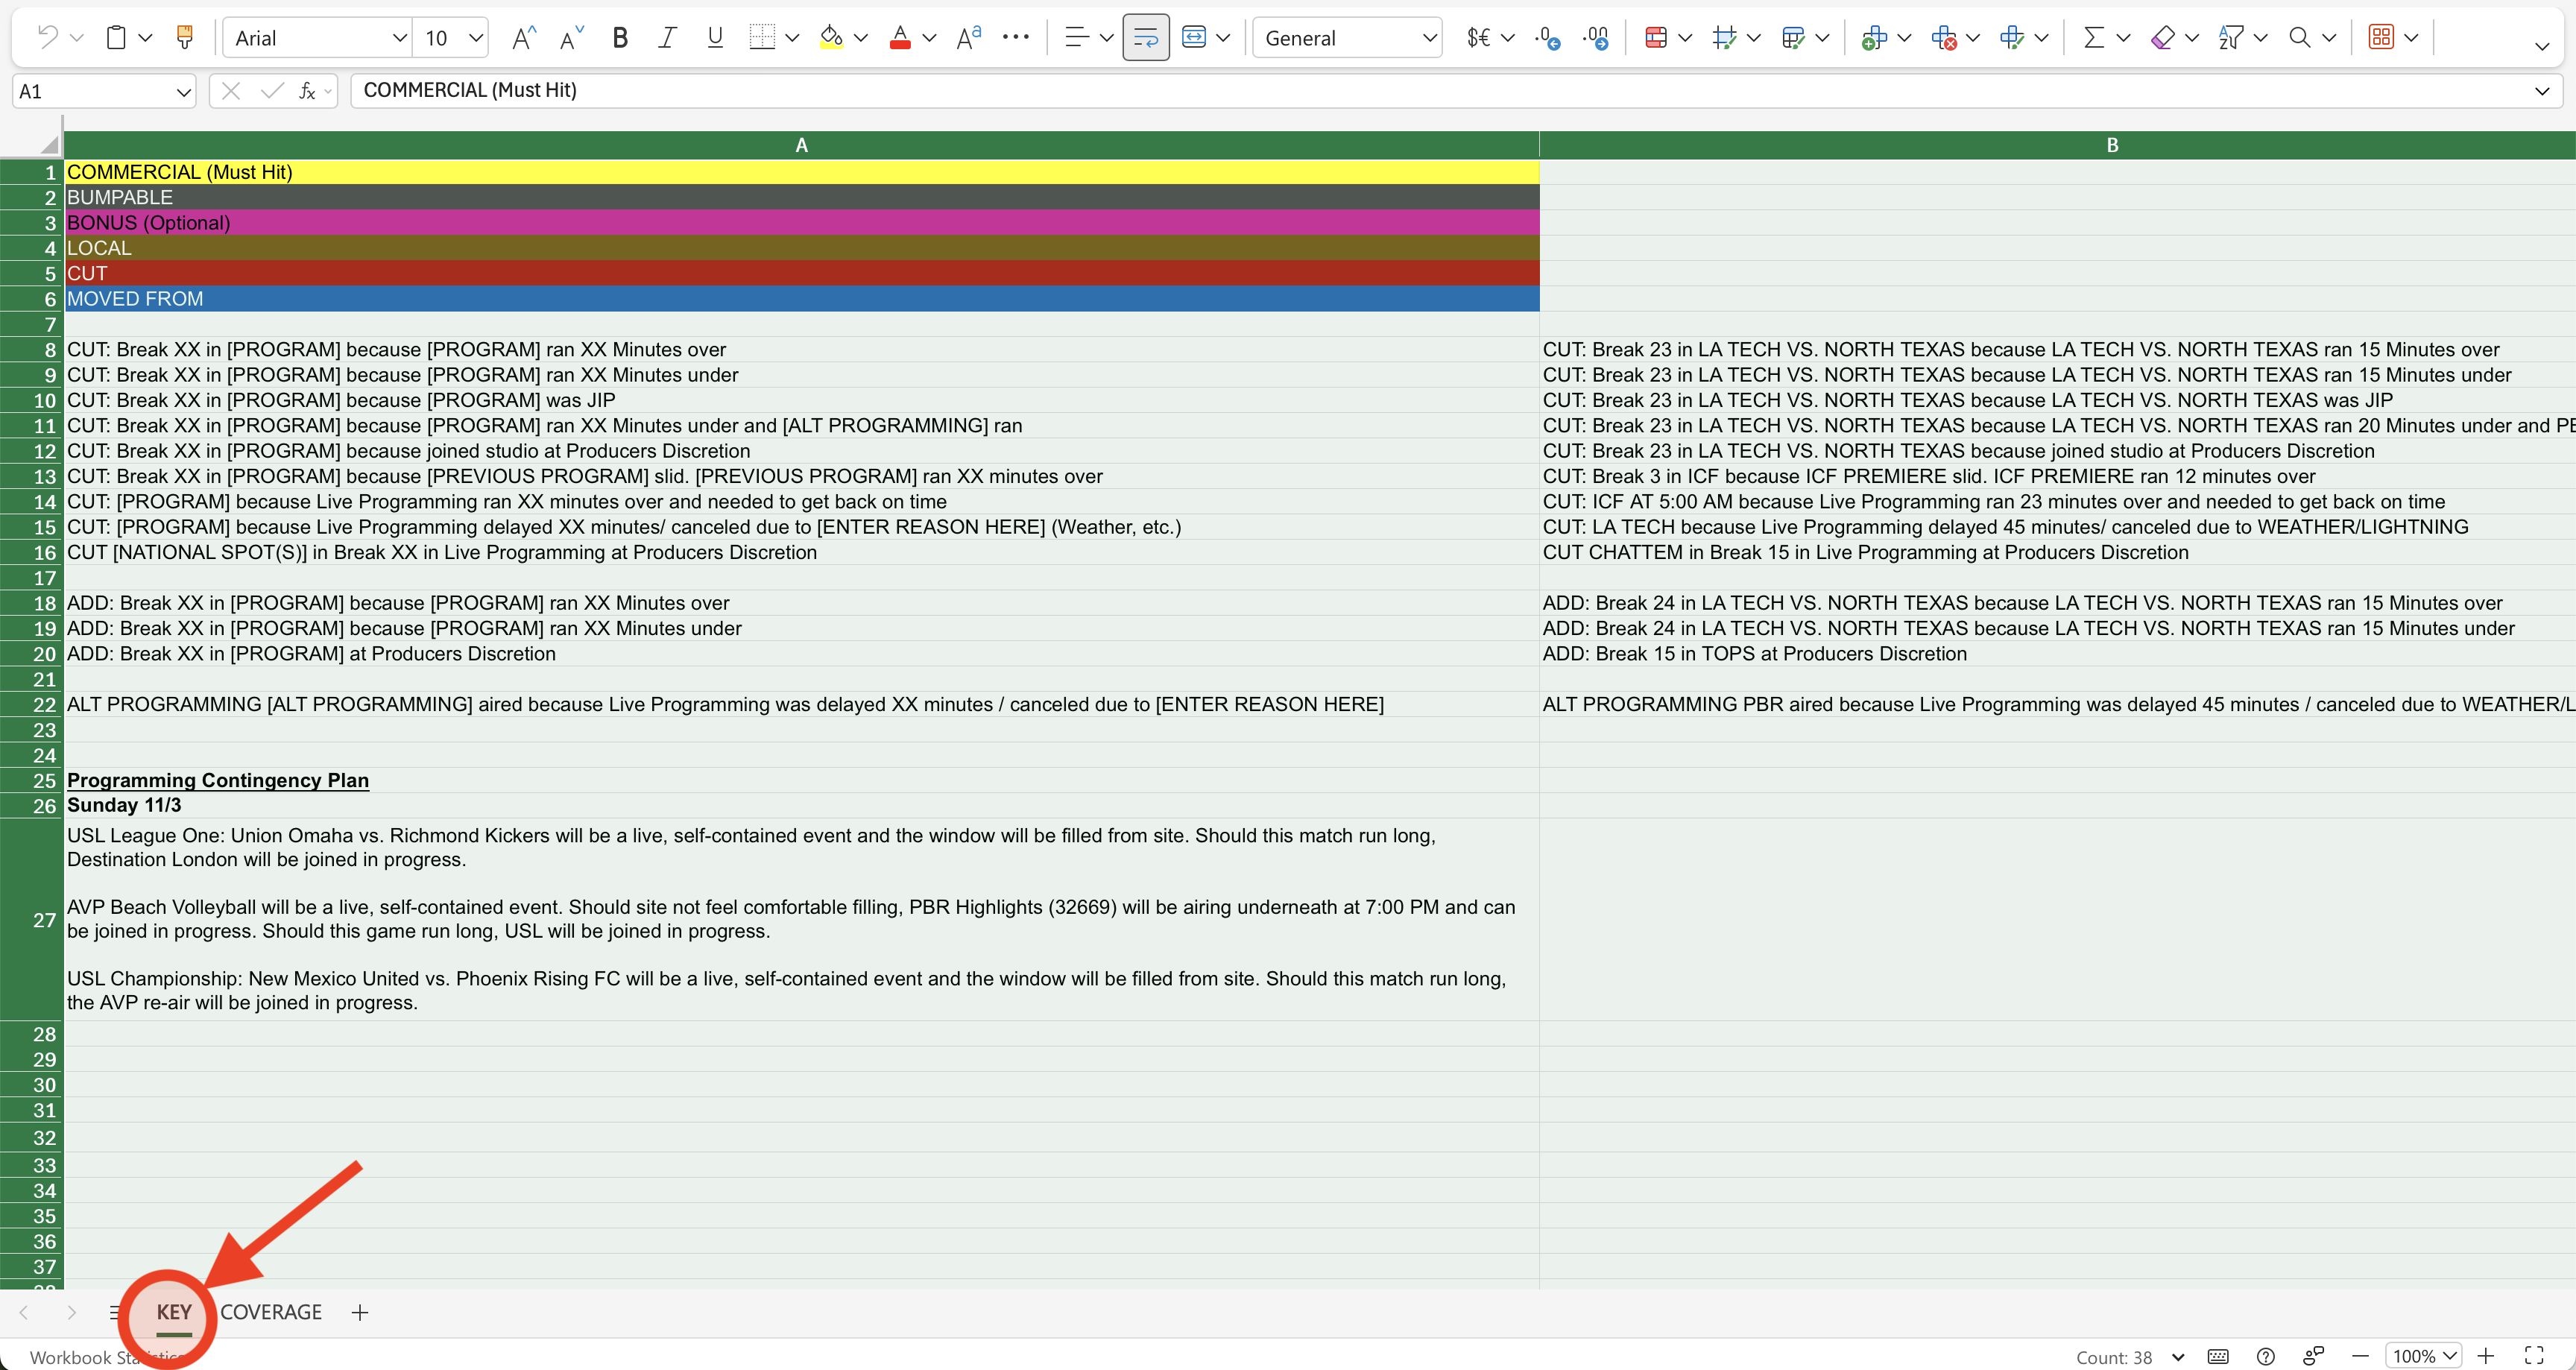 Arial
10
General
A1
COMMERCIAL (Must Hit)
A
B
1 COMMERCIAL (Must Hit)
2 BUMPABLE
3 BONUS (Optional)
4 LOCAL
5 CUT
6 MOVED FROM
7
8 CUT: Break XX in [PROGRAM] because [PROGRAM] ran XX Minutes over CUT: Break 23 in LA TECH VS. NORTH TEXAS because LA TECH VS. NORTH TEXAS ran 15 Minutes over
9 CUT: Break XX in [PROGRAM] because [PROGRAM] ran XX Minutes under CUT: Break 23 in LA TECH VS. NORTH TEXAS because LA TECH VS. NORTH TEXAS ran 15 Minutes under
10 CUT: Break XX in [PROGRAM] because [PROGRAM] was JIP CUT: Break 23 in LA TECH VS. NORTH TEXAS because LA TECH VS. NORTH TEXAS was JIP
11 CUT: Break XX in [PROGRAM] because [PROGRAM] ran XX Minutes under and [ALT PROGRAMMING] ran CUT: Break 23 in LA TECH VS. NORTH TEXAS because LA TECH VS. NORTH TEXAS ran 20 Minutes under and
12 CUT: Break XX in [PROGRAM] because joined studio at Producers Discretion CUT: Break 23 in LA TECH VS. NORTH TEXAS because joined studio at Producers Discretion
13 CUT: Break XX in [PROGRAM] because [PREVIOUS PROGRAM] slid. [PREVIOUS PROGRAM] ran XX minutes over CUT: Break 3 in ICF because ICF PREMIERE slid. ICF PREMIERE ran 12 minutes over
14 CUT: [PROGRAM] because Live Programming ran XX minutes over and needed to get back on time CUT: ICF AT 5:00 AM because Live Programming ran 23 minutes over and needed to get back on time
15 CUT: [PROGRAM] because Live Programming delayed XX minutes/ canceled due to [ENTER REASON HERE] (Weather, etc.) CUT: LA TECH because Live Programming delayed 45 minutes/ canceled due to WEATHER/LIGHTNING
16 CUT [NATIONAL SPOT(S)] in Break XX in Live Programming at Producers Discretion CUT CHATTEM in Break 15 in Live Programming at Producers Discretion
17
18 ADD: Break XX in [PROGRAM] because [PROGRAM] ran XX Minutes over ADD: Break 24 in LA TECH VS. NORTH TEXAS because LA TECH VS. NORTH TEXAS ran 15 Minutes over
19 ADD: Break XX in [PROGRAM] because [PROGRAM] ran XX Minutes under ADD: Break 24 in LA TECH VS. NORTH TEXAS because LA TECH VS. NORTH TEXAS ran 15 Minutes under
20 ADD: Break XX in [PROGRAM] at Producers Discretion ADD: Break 15 in TOPS at Producers Discretion
21
22 ALT PROGRAMMING [ALT PROGRAMMING] aired because Live Programming was delayed XX minutes / canceled due to [ENTER REASON HERE] ALT PROGRAMMING PBR aired because Live Programming was delayed 45 minutes / canceled due to WEATHER/L
23
24
25 Programming Contingency Plan
26 Sunday 11/3
USL League One: Union Omaha vs. Richmond Kickers will be a live, self-contained event and the window will be filled from site. Should this match run long,
Destination London will be joined in progress.
27 AVP Beach Volleyball will be a live, self-contained event. Should site not feel comfortable filling, PBR Highlights (32669) will be airing underneath at 7:00 PM and can
be joined in progress. Should this game run long, USL will be joined in progress.
USL Championship: New Mexico United vs. Phoenix Rising FC will be a live, self-contained event and the window will be filled from site. Should this match run long,
the AVP re-air will be joined in progress.
28
29
30
31
32
33
34
35
36
37
KEY COVERAGE
Workbook Statistics
Count: 38
100%